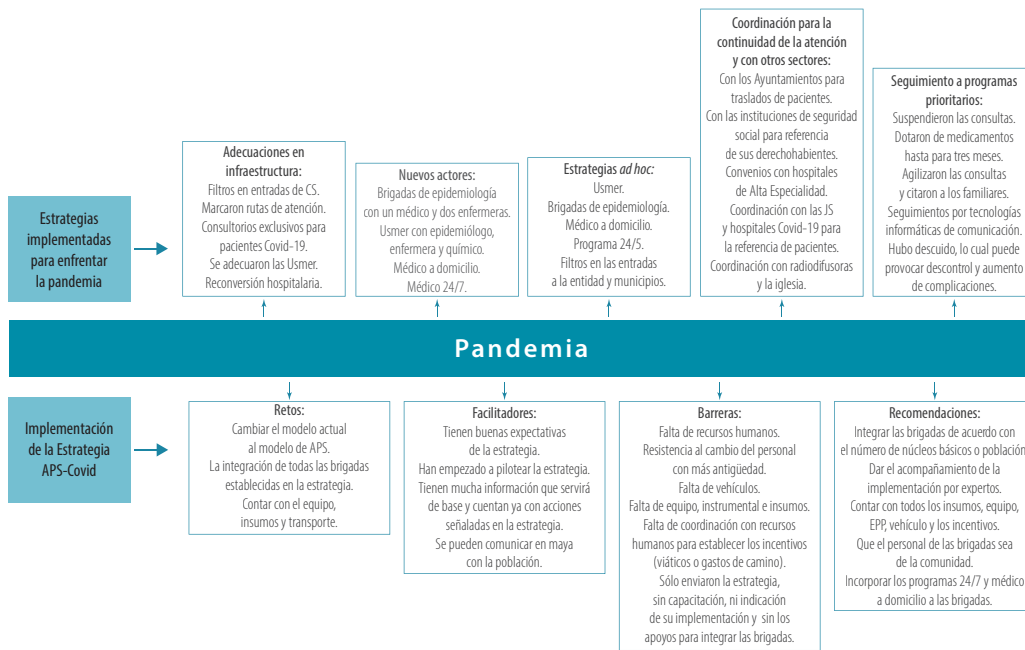 Estrategias
implementadas
para enfrentar
la pandemia
Adecuaciones en
infraestructura:
Filtros en entradas de CS.
Marcaron rutas de atención.
Consultorios exclusivos para
pacientes Covid-19.
Se adecuaron las Usmer.
Reconversión hospitalaria.
Nuevos actores:
Brigadas de epidemiología
con un médico y dos enfermeras.
Usmer con epidemiólogo,
enfermera y químico.
Médico a domicilio.
Médico 24/7.
Estrategias ad hoc:
Usmer.
Brigadas de epidemiología.
Médico a domicilio.
Programa 24/5.
Filtros en las entradas
a la entidad y municipios.
Coordinación para la
continuidad de la atención
y con otros sectores:
Con los Ayuntamientos para
traslados de pacientes.
Con las instituciones de seguridad
social para referencia
de sus derechohabientes.
Convenios con hospitales
de Alta Especialidad.
Coordinación con las JS
y hospitales Covid-19 para
la referencia de pacientes.
Coordinación con radiodifusoras
y la iglesia.
Seguimiento a programas
prioritarios:
Suspendieron las consultas.
Dotaron de medicamentos
hasta para tres meses.
Agilizaron las consultas
y citaron a los familiares.
Seguimientos por tecnologías
informáticas de comunicación.
Hubo descuido, lo cual puede
provocar descontrol y aumento
de complicaciones.
Pandemia
Implementación
de la Estrategia
APS-Covid
Retos:
Cambiar el modelo actual
al modelo de APS.
La integración de todas las brigadas
establecidas en la estrategia.
Contar con el equipo,
insumos y transporte.
Facilitadores:
Tienen buenas expectativas
de la estrategia.
Han empezado a pilotear la estrategia.
Tienen mucha información que servirá
de base y cuentan ya con acciones
señaladas en la estrategia.
Se pueden comunicar en maya
con la población.
Barreras:
Falta de recursos humanos.
Resistencia al cambio del personal
con más antigüedad.
Falta de vehículos.
Falta de equipo, instrumental e insumos.
Falta de coordinación con recursos
humanos para establecer los incentivos
(viáticos o gastos de camino).
Sólo enviaron la estrategia,
sin capacitación, ni indicación
de su implementación y sin los
apoyos para integrar las brigadas.
Recomendaciones:
Integrar las brigadas de acuerdo con
el número de núcleos básicos o población
Dar el acompañamiento de la
implementación por expertos.
Contar con todos los insumos, equipo,
EPP, vehículo y los incentivos.
Que el personal de las brigadas sea
de la comunidad.
Incorporar los programas 24/7 y médico
a domicilio a las brigadas.